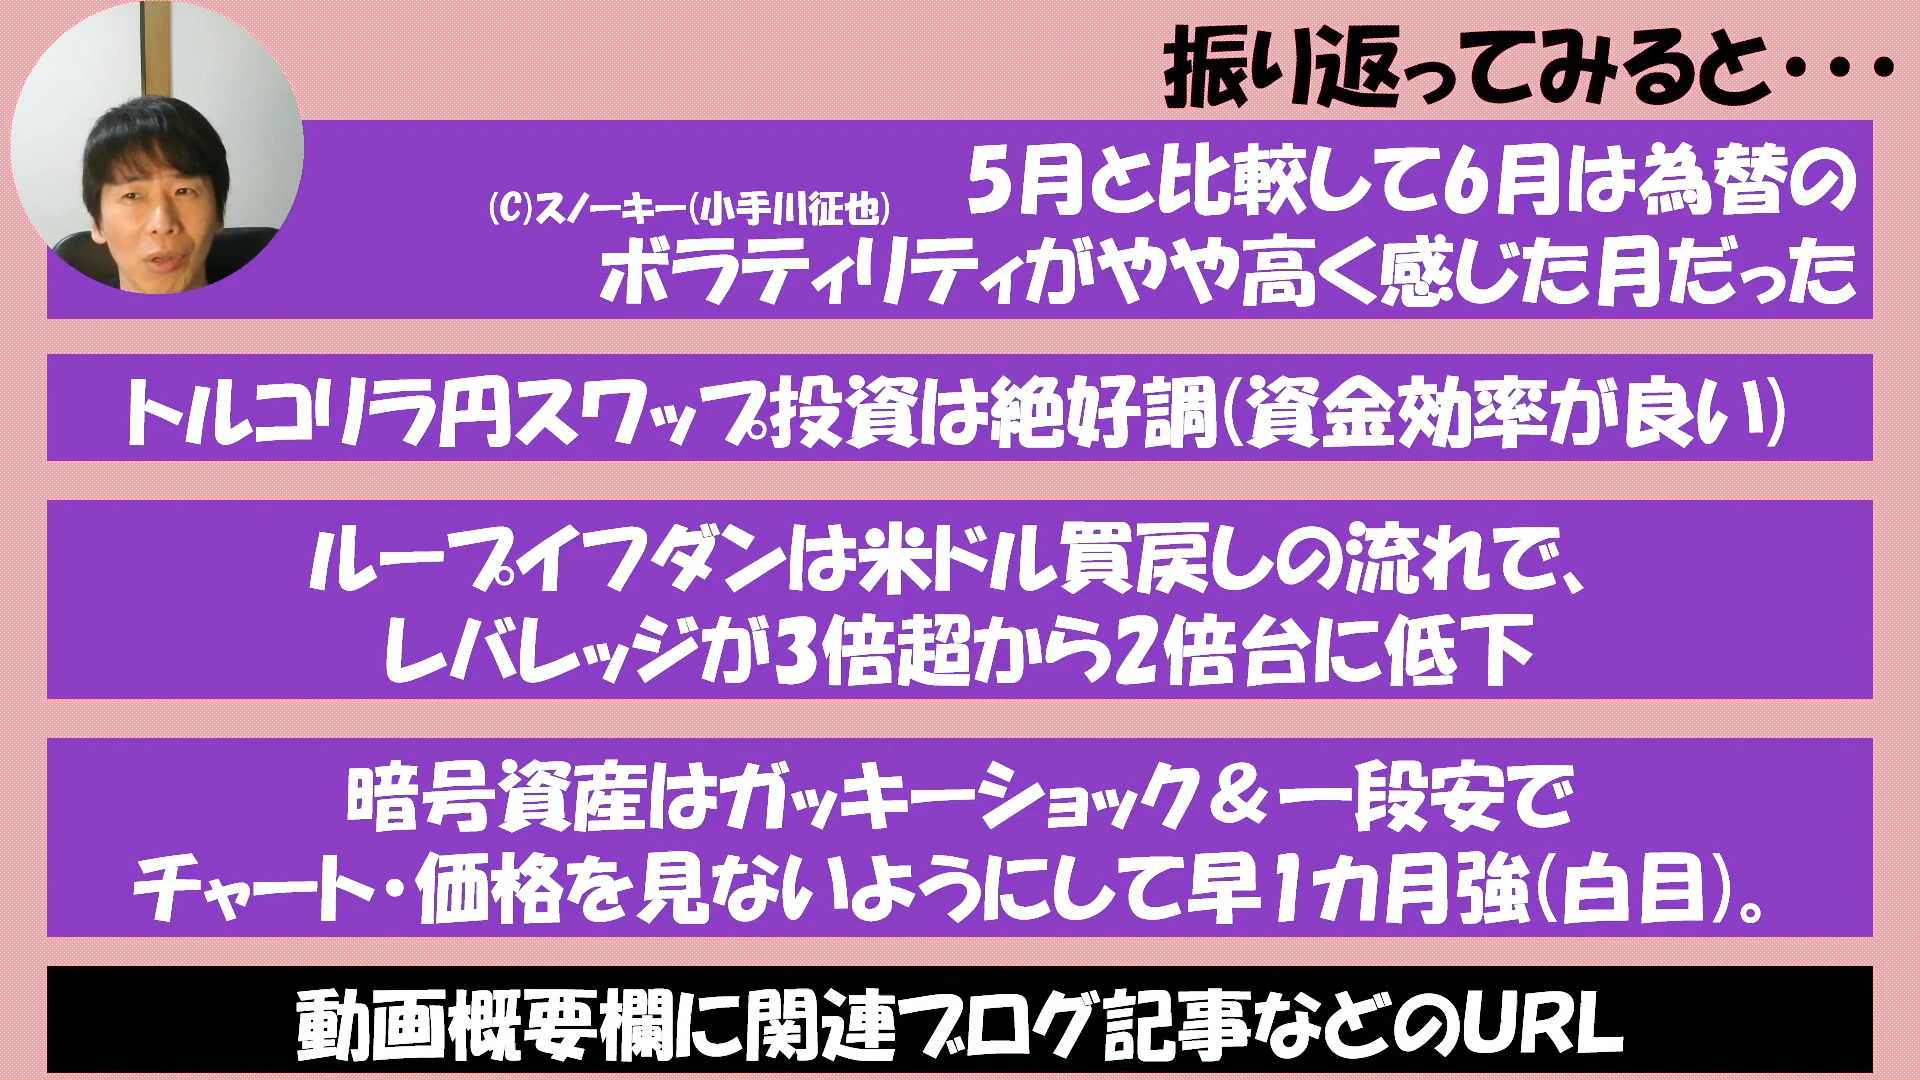 振り返ってみると・・・
5月と比較して6月は為替の
(C)スノーキー(小手川征也)
ボラティリティがやや高く感じた月だった
トルコリラ円スワップ投資は絶好調(資金効率が良い)
ループイフダンは米ドル買戻しの流れで、
レバレッジが3倍超から2倍台に低下
暗号資産はガッキーショック＆一段安で
チャート・価格を見ないようにして早1カ月強(白目)。
動画概要欄に関連ブログ記事などのURL